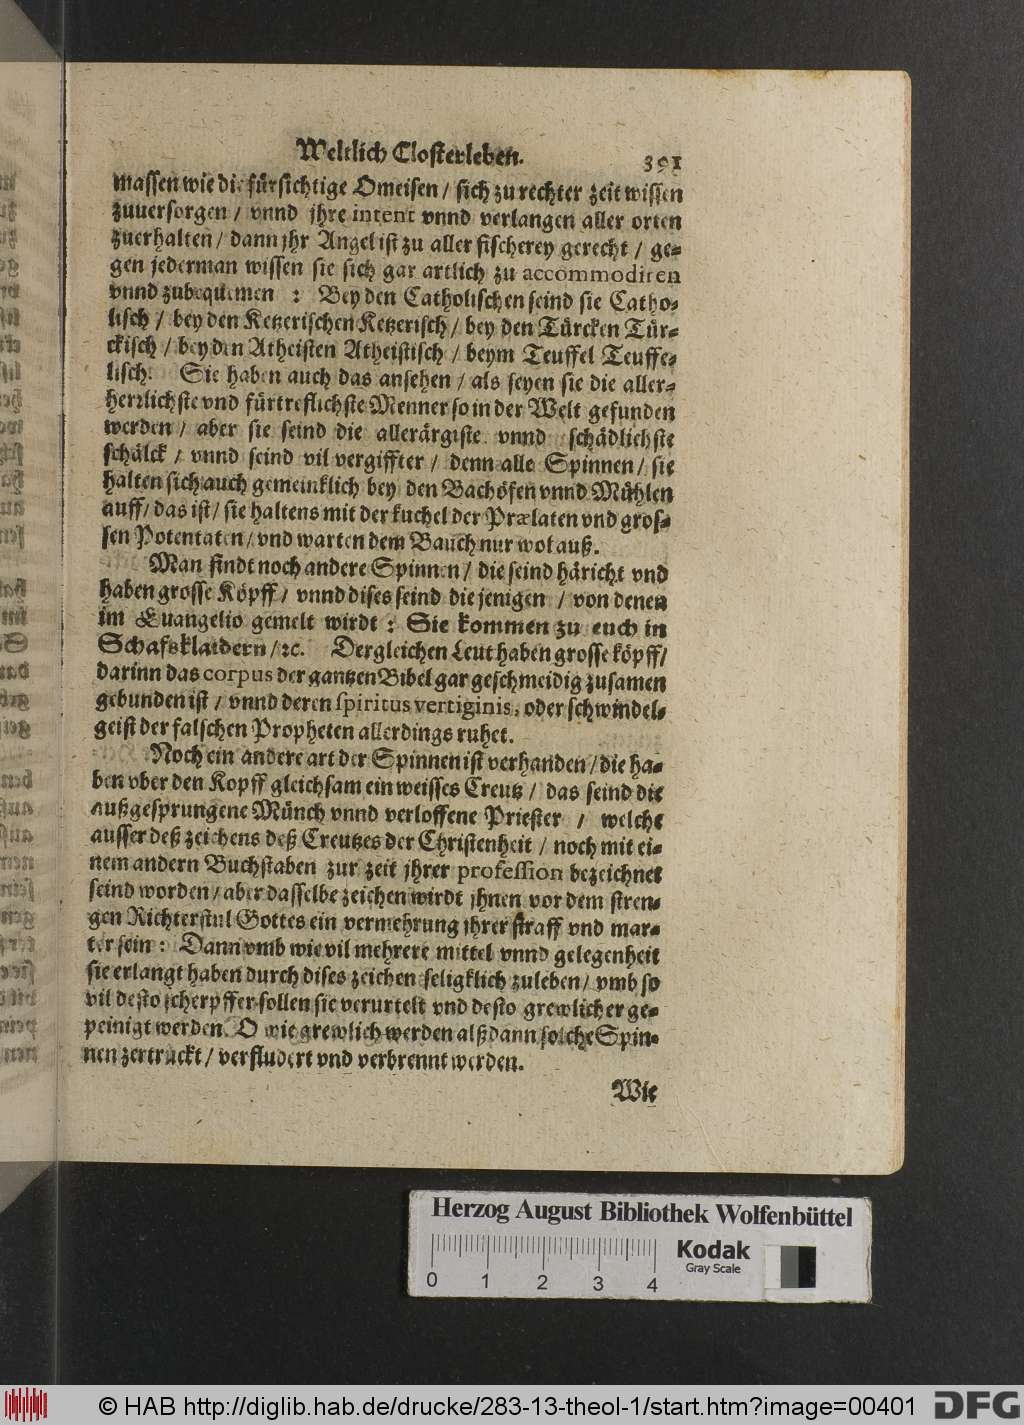 Weltlich Closterleben. 391
massen wie die fürsichtige Omeisen / sich zu rechter zeit wissen
zuuersorgen / vnnd jhre intent vnnd verlangen aller orten
zuerhalten / dann jhr Angel ist zu aller fischerey gerecht / ge-
gen jederman wissen sie sich gar artlich zu accommodiren
vnnd zubequemen : Bey den Catholischen seind sie Catho-
lisch / bey den Ketzerischen Ketzerisch / bey den Türcken Tür-
ckisch / bey den Atheisten Atheistisch / beym Teuffel Teuffe-
lisch. Sie haben auch das ansehen / als seyen sie die aller-
herrlichste vnd fürtreflichste Menner so in der Welt gefunden
werden / aber sie seind die allerärgiste vnnd schädlichste
schälck / vnnd seind vil vergiffter / denn alle Spinnen / sie
halten sich auch gemeinklich bey den Bachöfen vnnd Mühlen
auff / das ist / sie haltens mit der kuchel der Prælaten vnd gros-
sen Potentaten / vnd warten dem Bauch nur wol auß.
Man findt noch andere Spinnen / die seind häricht vnd
haben grosse Köpff / vnnd dises seind die jenigen / von denen
im Euangelio gemelt wirdt : Sie kommen zu euch in
Schafsklaidern / ꝛc. Dergleichen Leut haben grosse köpff /
darinn das corpus der gantzen Bibel gar geschmeidig zusamen
gebunden ist / vnnd deren spiritus vertiginis, oder schwindel-
geist der falschen Propheten allerdings ruhet.
Noch ein andere art der Spinnen ist verhanden / die ha-
ben vber den Kopff gleichsam ein weisses Creutz / das seind die
außgesprungene Münch vnnd verloffene Priester / welche
ausser deß zeichens deß Creutzes der Christenheit / noch mit ei-
nem andern Buchstaben zur zeit jhrer profession bezeichnet
seind worden / aber dasselbe zeichen wirdt jhnen vor dem stren-
gen Richterstul Gottes ein vermehrung jhrer straff vnd mar-
ter sein : Dann vmb wie vil mehrere mittel vnnd gelegenheit
sie erlangt haben durch dises zeichen seligklich zuleben / vmb so
vil desto scherpffer sollen sie verurtelt vnd desto grewlicher ge-
peinigt werden. O wie grewlich werden alßdann solche Spin-
nen zertruckt / verfludert vnd verbrennt werden.
Wie
Herzog August Bibliothek Wolfenbüttel
Kodak
Gray Scale
0 1 2 3 4
© HAB http://diglib.hab.de/drucke/283-13-theol-1/start.htm?image=00401
DFG